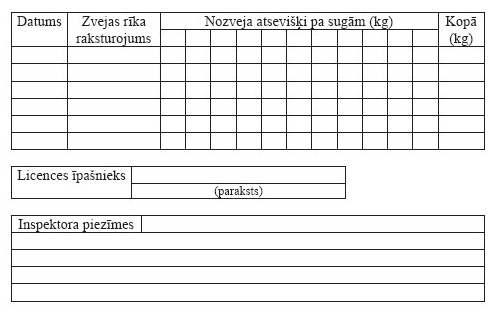 Datums Zvejas rīka Nozveja atsevišķi pa sugām (kg) Kopā
raksturojums (kg)
Licences īpašnieks
(paraksts)
Inspektora piezīmes